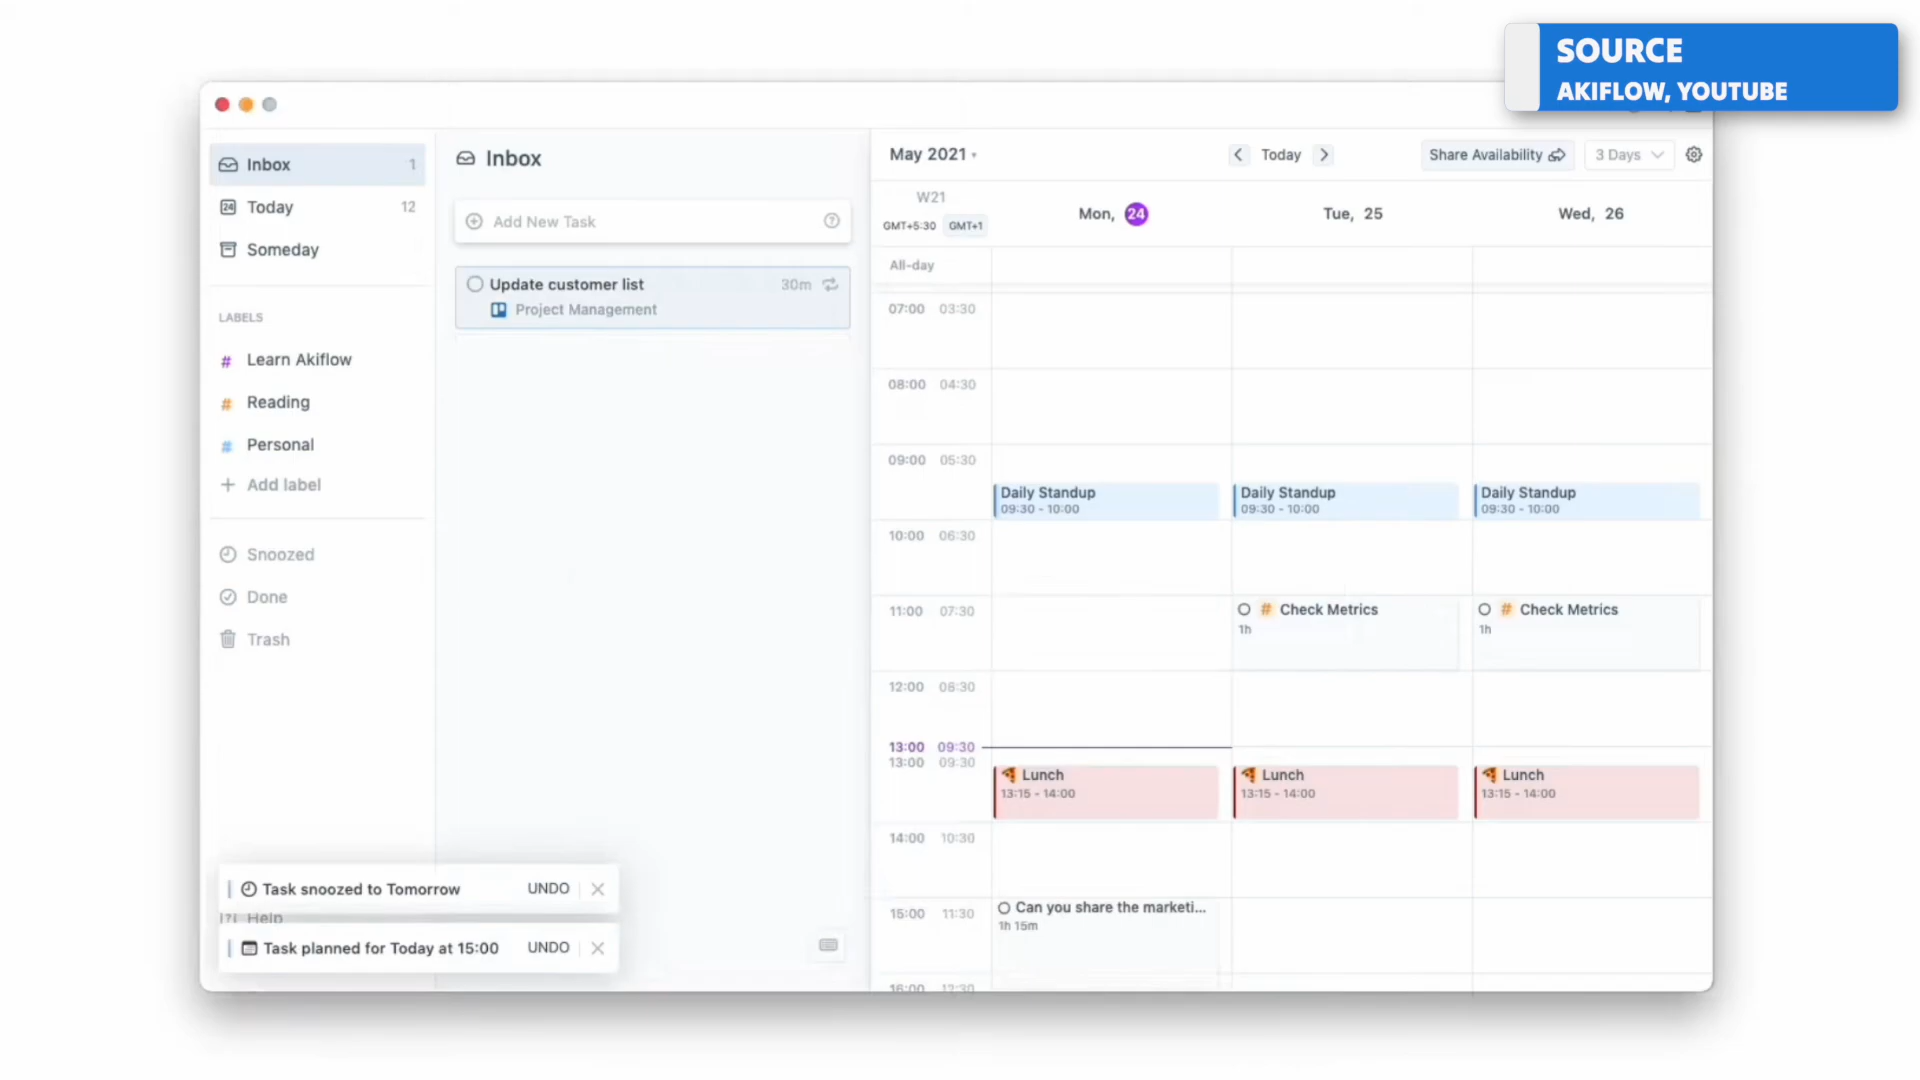 SOURCE
AKIFLOW, YOUTUBE
Inbox 1
Today 12
Someday
LABELS
# Learn Akiflow
# Reading
# Personal
+ Add label
Snoozed
Done
Trash
Help
Task snoozed to Tomorrow UNDO
Task planned for Today at 15:00 UNDO
Inbox
Add New Task
Update customer list 30m
Project Management
May 2021
Today
Share Availability
3 Days
W21
GMT+5:30 GMT+1
Mon, 24
Tue, 25
Wed, 26
All-day
07:00 03:30
08:00 04:30
09:00 05:30
Daily Standup
09:30 - 10:00
Daily Standup
09:30 - 10:00
Daily Standup
09:30 - 10:00
10:00 06:30
11:00 07:30
# Check Metrics
1h
# Check Metrics
1h
12:00 08:30
13:00 09:30
13:00 09:30
Lunch
13:15 - 14:00
Lunch
13:15 - 14:00
Lunch
13:15 - 14:00
14:00 10:30
15:00 11:30
Can you share the marketi...
1h 15m
16:00 12:30